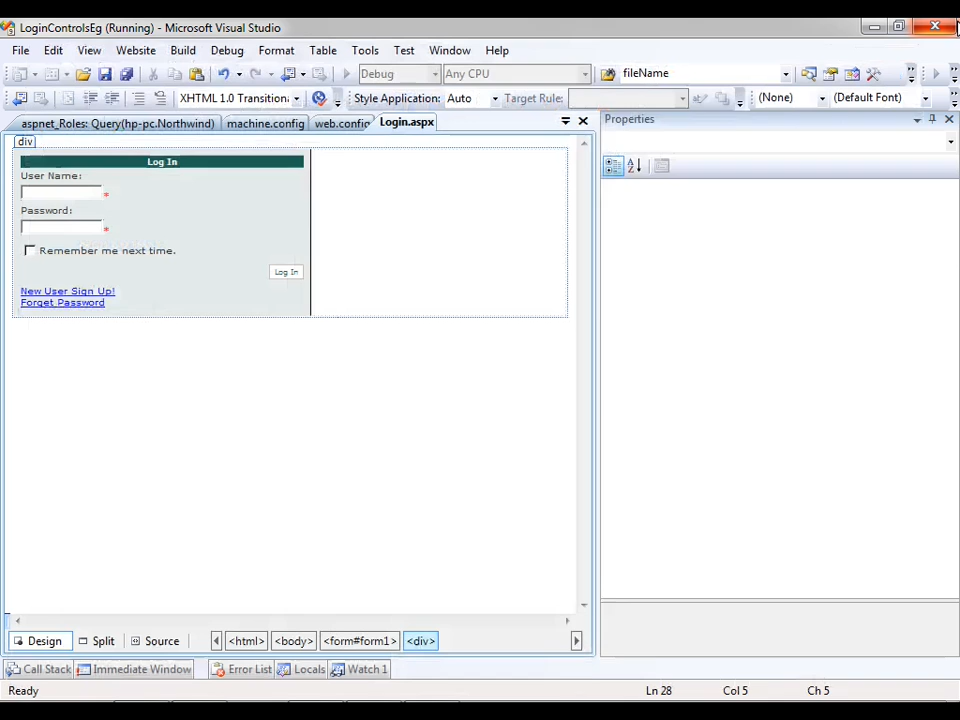 LoginControlsEg (Running) - Microsoft Visual Studio
File Edit View Website Build Debug Format Table Tools Test Window Help
Debug Any CPU fileName
XHTML 1.0 Transition Style Application: Auto Target Rule: (None) (Default Font)
aspnet_Roles: Query(hp-pc.Northwind) machine.config web.config Login.aspx
Properties
div
Log In
User Name:
*
Password:
*
Remember me next time.
Log In
New User Sign Up!
Forget Password
Design Split Source <html> <body> <form#form1> <div>
Call Stack Immediate Window Error List Locals Watch 1
Ready Ln 28 Col 5 Ch 5